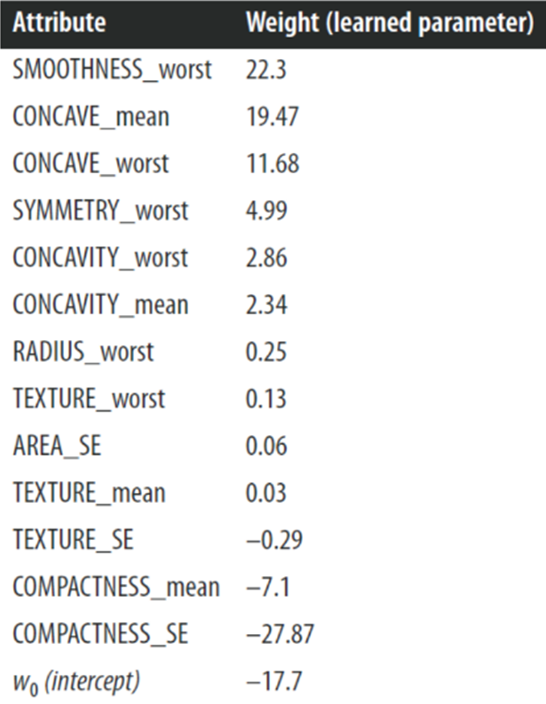 Attribute Weight (learned parameter)
SMOOTHNESS_worst 22.3
CONCAVE_mean 19.47
CONCAVE_worst 11.68
SYMMETRY_worst 4.99
CONCAVITY_worst 2.86
CONCAVITY_mean 2.34
RADIUS_worst 0.25
TEXTURE_worst 0.13
AREA_SE 0.06
TEXTURE_mean 0.03
TEXTURE_SE –0.29
COMPACTNESS_mean –7.1
COMPACTNESS_SE –27.87
w₀ (intercept) –17.7